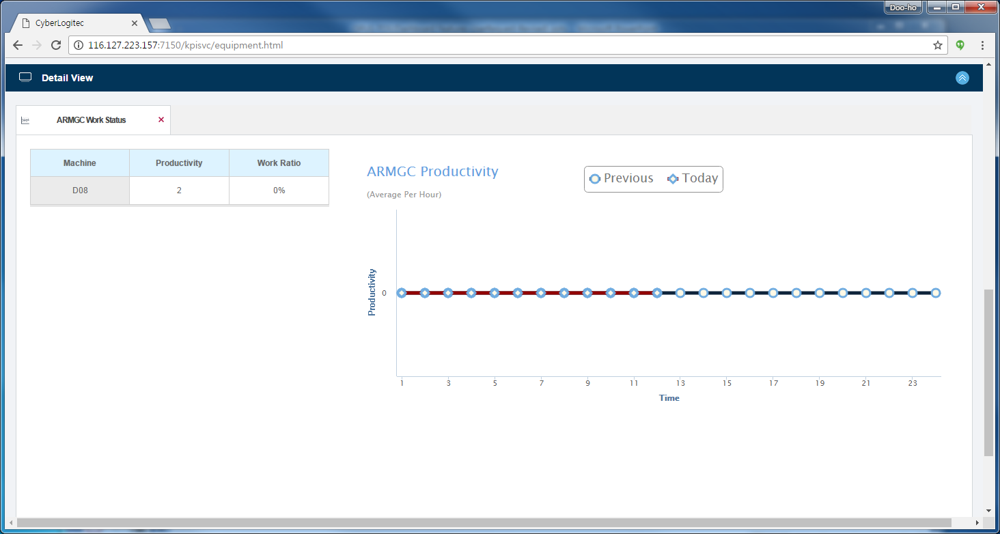 Doo-ho
CyberLogitec
116.127.223.157:7150/kpisvc/equipment.html
Detail View
ARMGC Work Status
Machine Productivity Work Ratio
D08 2 0%
ARMGC Productivity
(Average Per Hour)
Previous Today
Productivity
0
1 3 5 7 9 11 13 15 17 19 21 23
Time